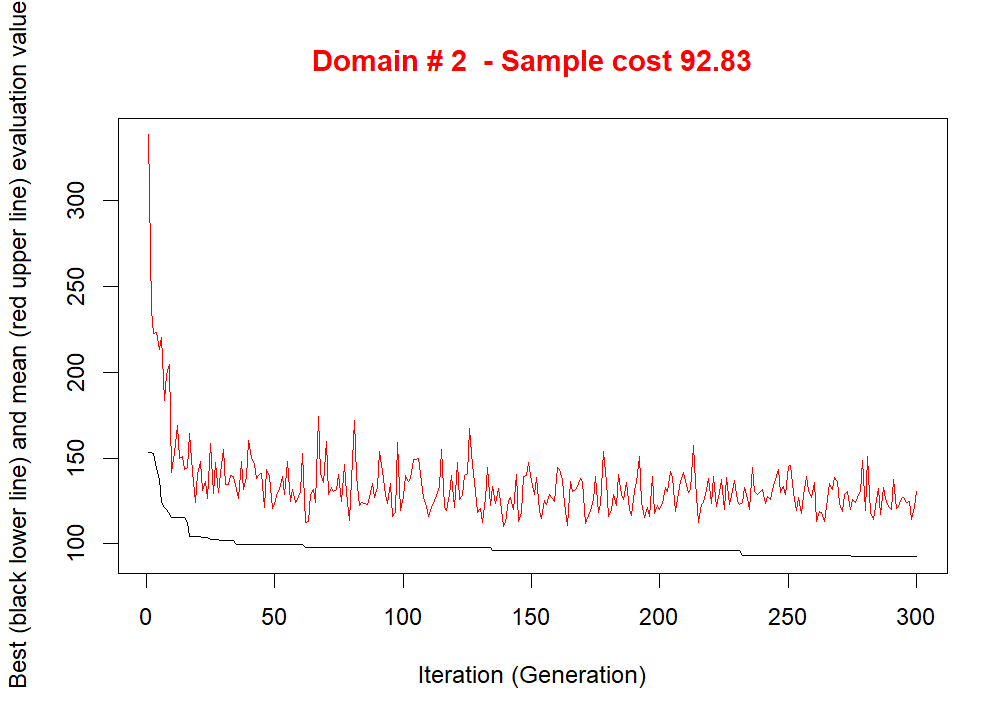 Domain # 2  - Sample cost 92.83
Best (black lower line) and mean (red upper line) evaluation value
300
250
200
150
100
0 50 100 150 200 250 300
Iteration (Generation)